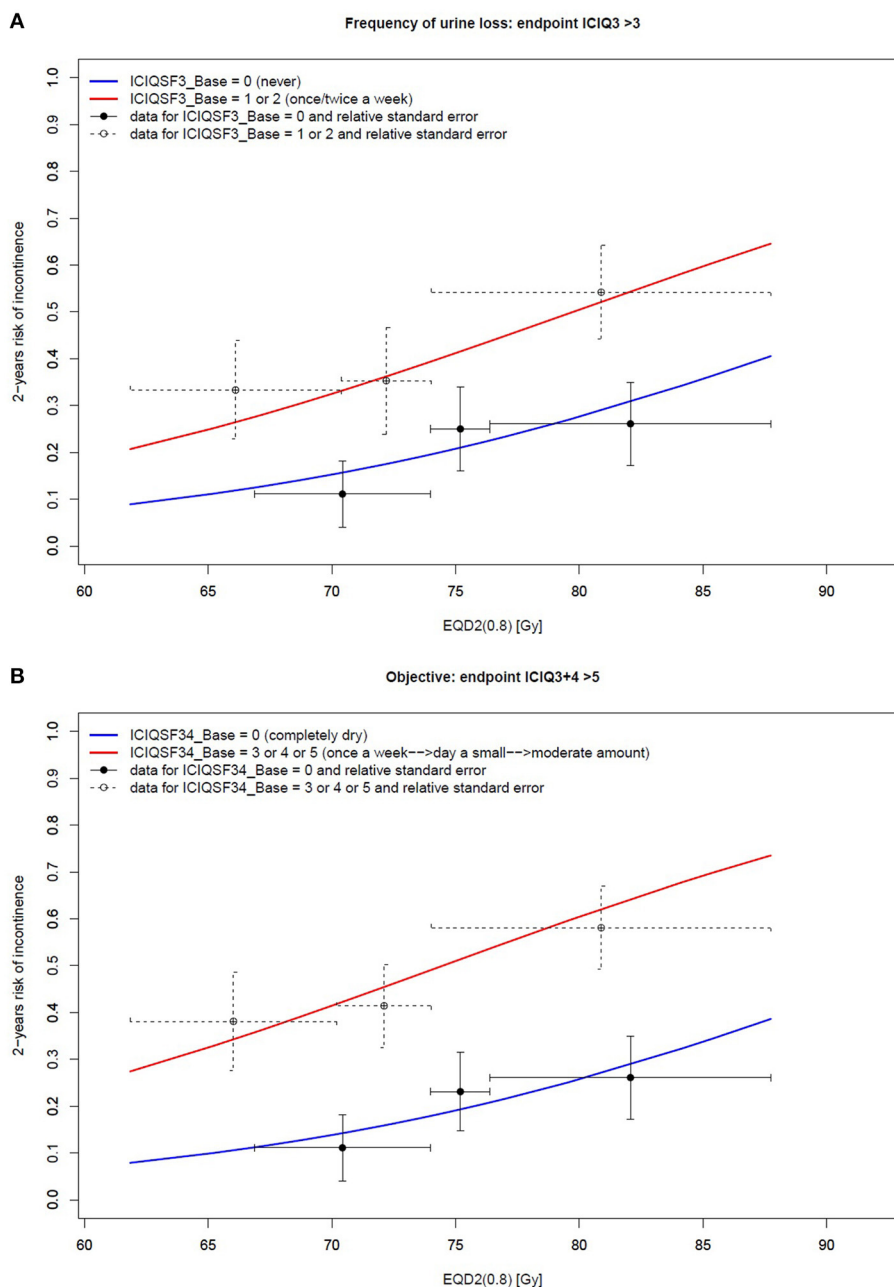 A
Frequency of urine loss: endpoint ICIQ3 >3
ICIQSF3_Base = 0 (never)
ICIQSF3_Base = 1 or 2 (once/twice a week)
data for ICIQSF3_Base = 0 and relative standard error
data for ICIQSF3_Base = 1 or 2 and relative standard error
2−years risk of incontinence
1.0
0.9
0.8
0.7
0.6
0.5
0.4
0.3
0.2
0.1
0.0
60 65 70 75 80 85 90
EQD2(0.8) [Gy]
B
Objective: endpoint ICIQ3+4 >5
ICIQSF34_Base = 0 (completely dry)
ICIQSF34_Base = 3 or 4 or 5 (once a week−−>day a small−−>moderate amount)
data for ICIQSF34_Base = 0 and relative standard error
data for ICIQSF34_Base = 3 or 4 or 5 and relative standard error
2−years risk of incontinence
1.0
0.9
0.8
0.7
0.6
0.5
0.4
0.3
0.2
0.1
0.0
60 65 70 75 80 85 90
EQD2(0.8) [Gy]